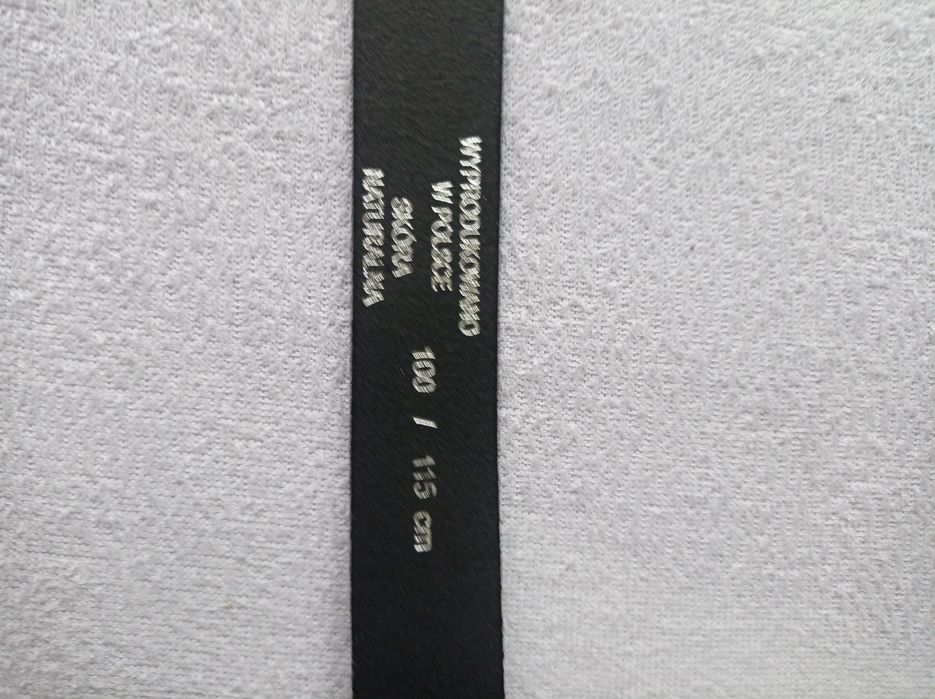 WYPRODUKOWANO
W POLSCE
SKÓRA
NATURALNA
100 / 115 cm